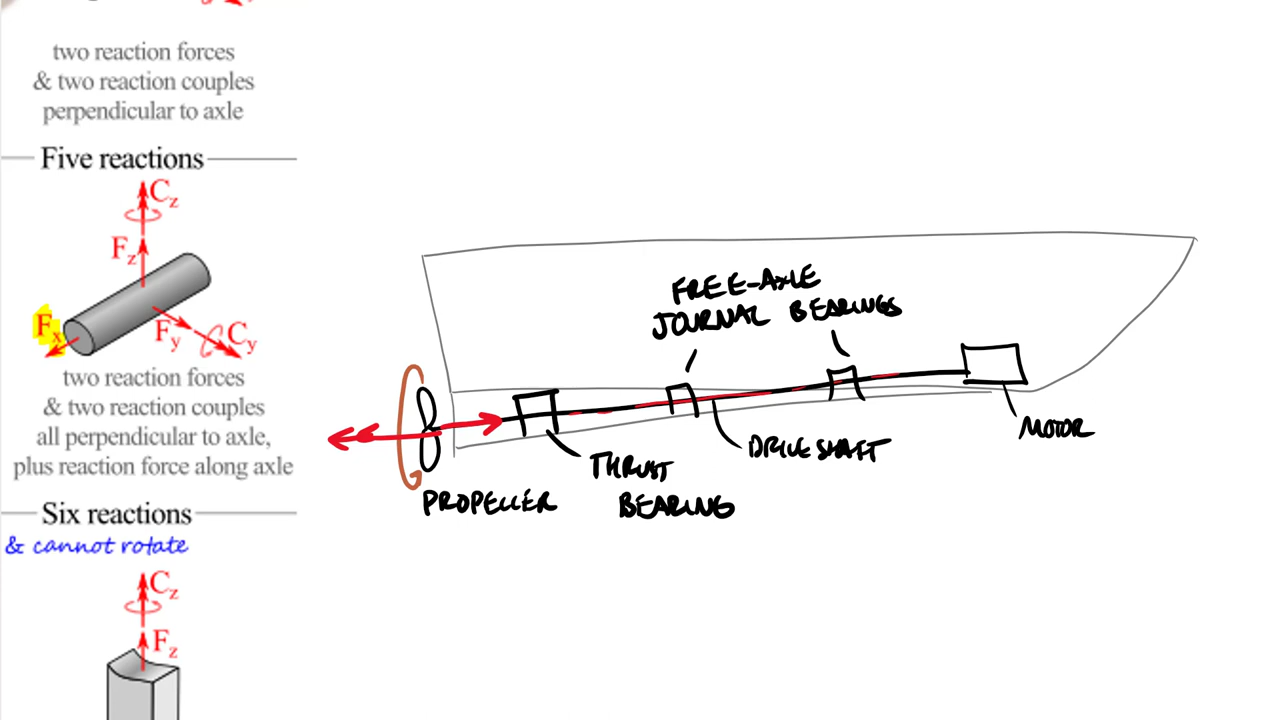 two reaction forces
& two reaction couples
perpendicular to axle
Five reactions
Cz
Fz
Fx
Fy
Cy
two reaction forces
& two reaction couples
all perpendicular to axle,
plus reaction force along axle
Six reactions
& cannot rotate
Cz
Fz
FREE-AXLE
JOURNAL BEARINGS
MOTOR
DRIVESHAFT
THRUST
BEARING
PROPELLER